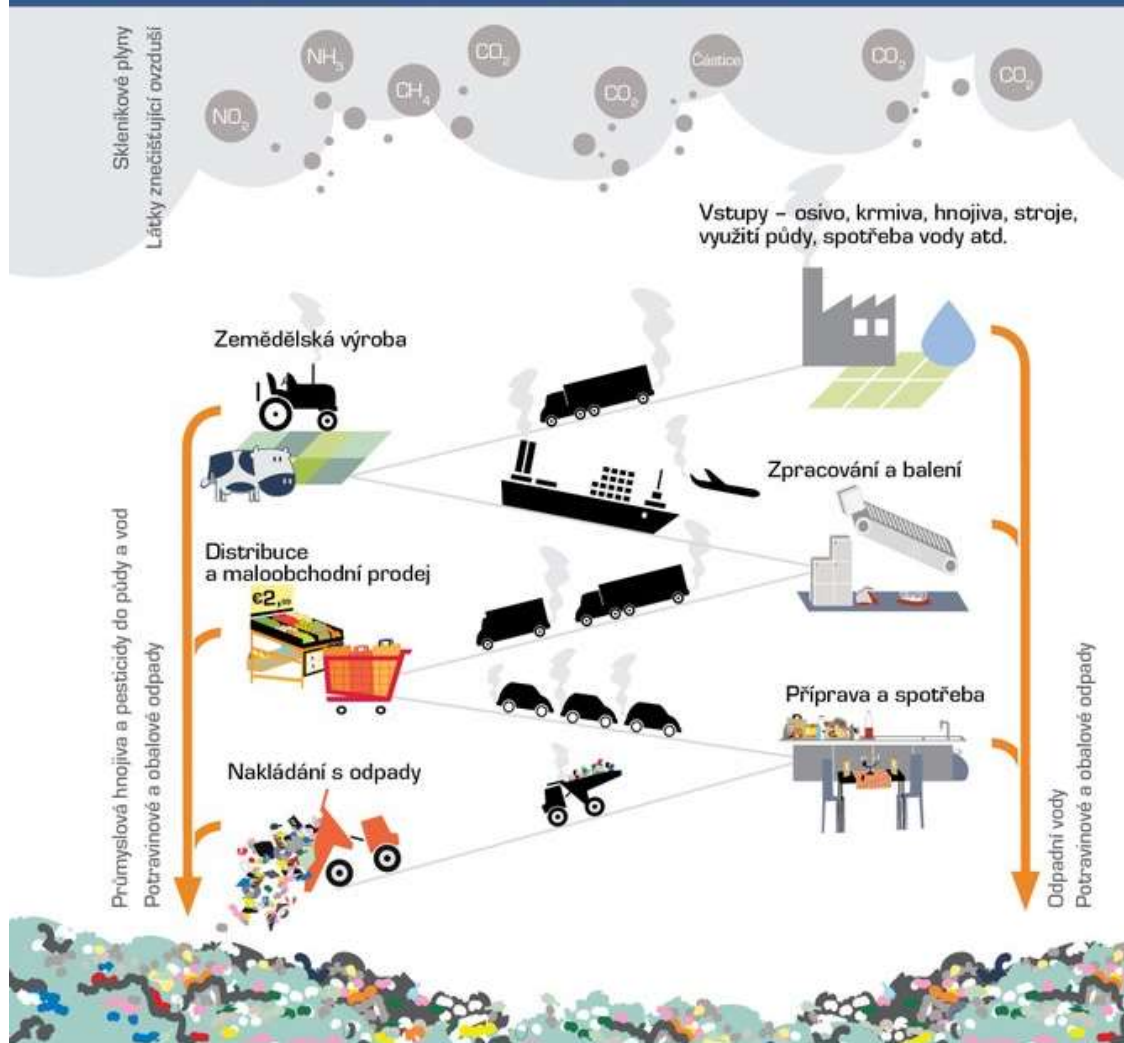 Skleníkové plyny
Látky znečišťující ovzduší
NO₂
NH₃
CH₄
CO₂
CO₂
Částice
CO₂
CO₂
Vstupy – osivo, krmiva, hnojiva, stroje,
využití půdy, spotřeba vody atd.
Zemědělská výroba
Zpracování a balení
Distribuce
a maloobchodní prodej
€2,99
Příprava a spotřeba
Nakládání s odpady
Průmyslová hnojiva a pesticidy do půdy a vod
Potravinové a obalové odpady
Odpadní vody
Potravinové a obalové odpady